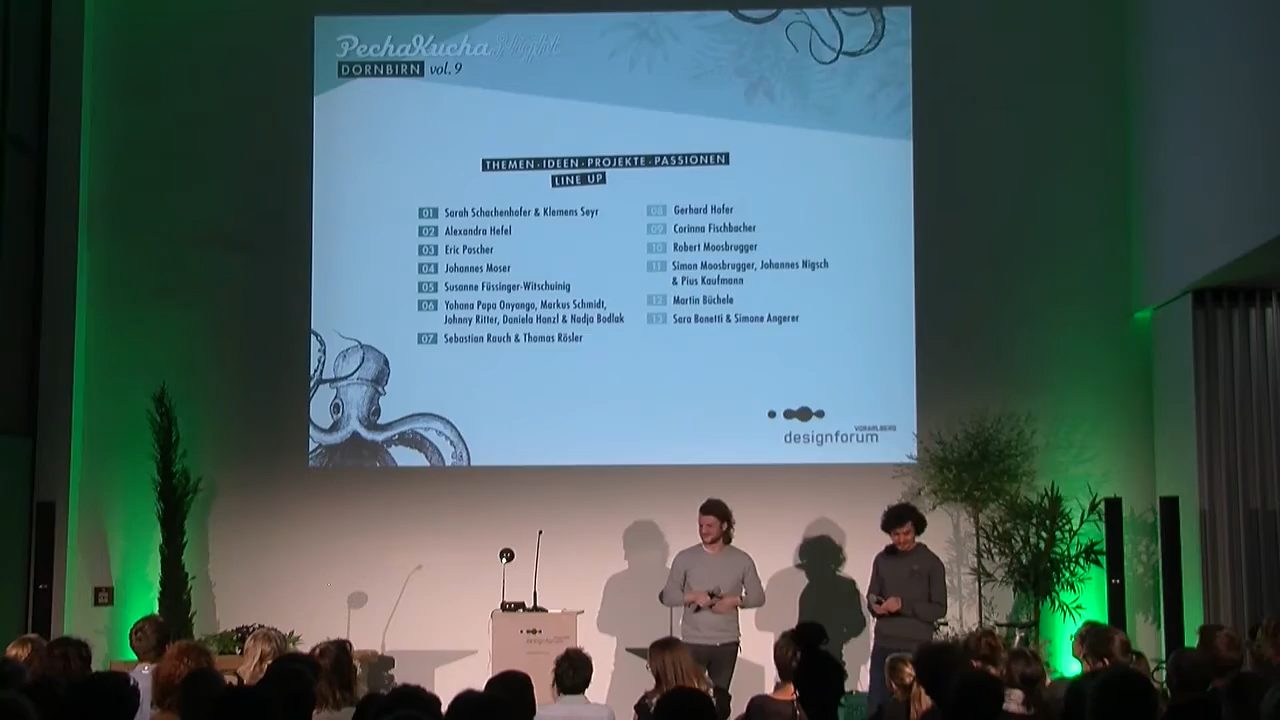 PechaKucha Night
DORNBIRN vol. 9
THEMEN · IDEEN · PROJEKTE · PASSIONEN
LINE UP
01 Sarah Schachenhofer & Klemens Seyr
02 Alexandra Hefel
03 Eric Poscher
04 Johannes Moser
05 Susanne Füssinger-Witschuinig
06 Yohana Papa Onyango, Markus Schmidt,
Johnny Ritter, Daniela Hanzl & Nadja Bodlak
07 Sebastian Rauch & Thomas Rösler
08 Gerhard Hofer
09 Corinna Fischbacher
10 Robert Moosbrugger
11 Simon Moosbrugger, Johannes Nigsch
& Pius Kaufmann
12 Martin Büchele
13 Sara Bonetti & Simone Angerer
VORARLBERG
designforum
designforum